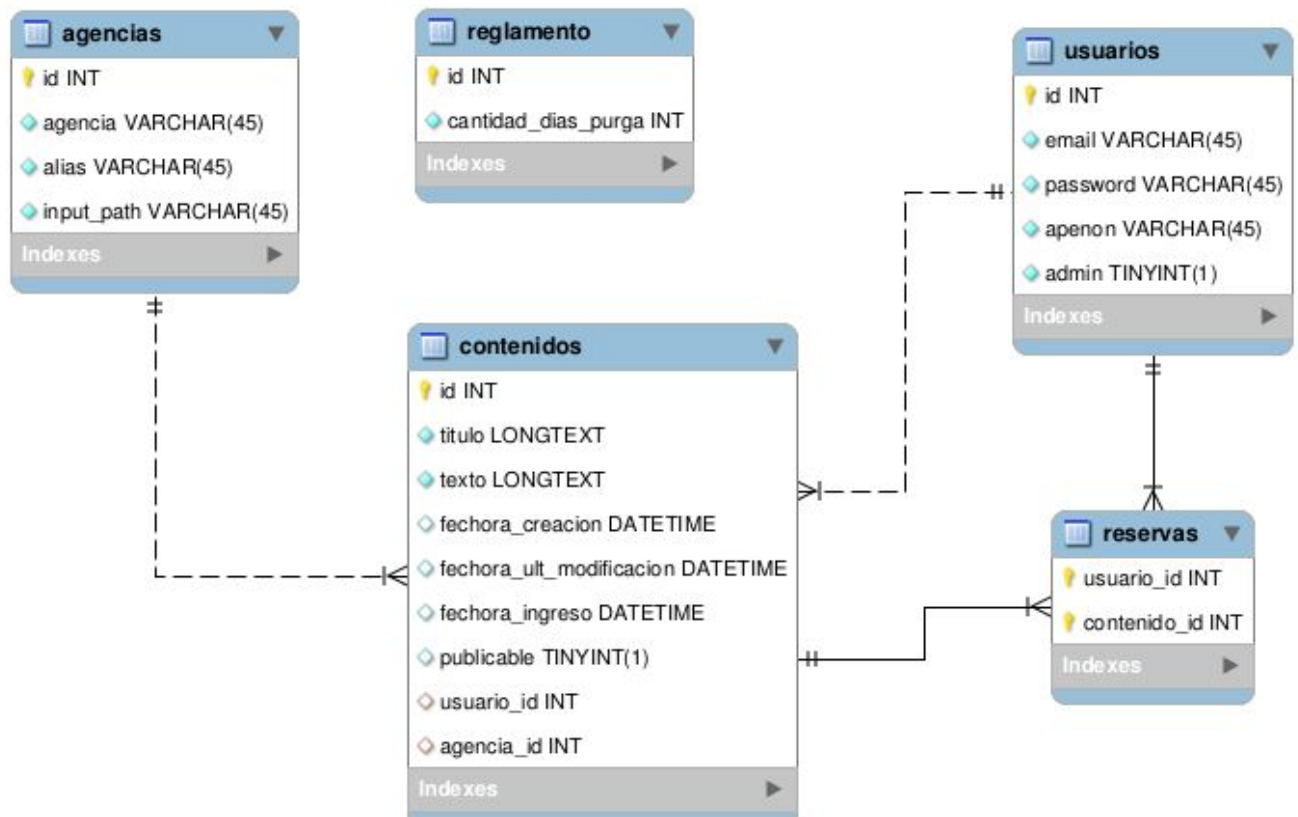 agencias
id INT
agencia VARCHAR(45)
alias VARCHAR(45)
input_path VARCHAR(45)
Indexes
reglamento
id INT
cantidad_dias_purga INT
Indexes
usuarios
id INT
email VARCHAR(45)
password VARCHAR(45)
apenon VARCHAR(45)
admin TINYINT(1)
Indexes
contenidos
id INT
titulo LONGTEXT
texto LONGTEXT
fechora_creacion DATETIME
fechora_ult_modificacion DATETIME
fechora_ingreso DATETIME
publicable TINYINT(1)
usuario_id INT
agencia_id INT
Indexes
reservas
usuario_id INT
contenido_id INT
Indexes